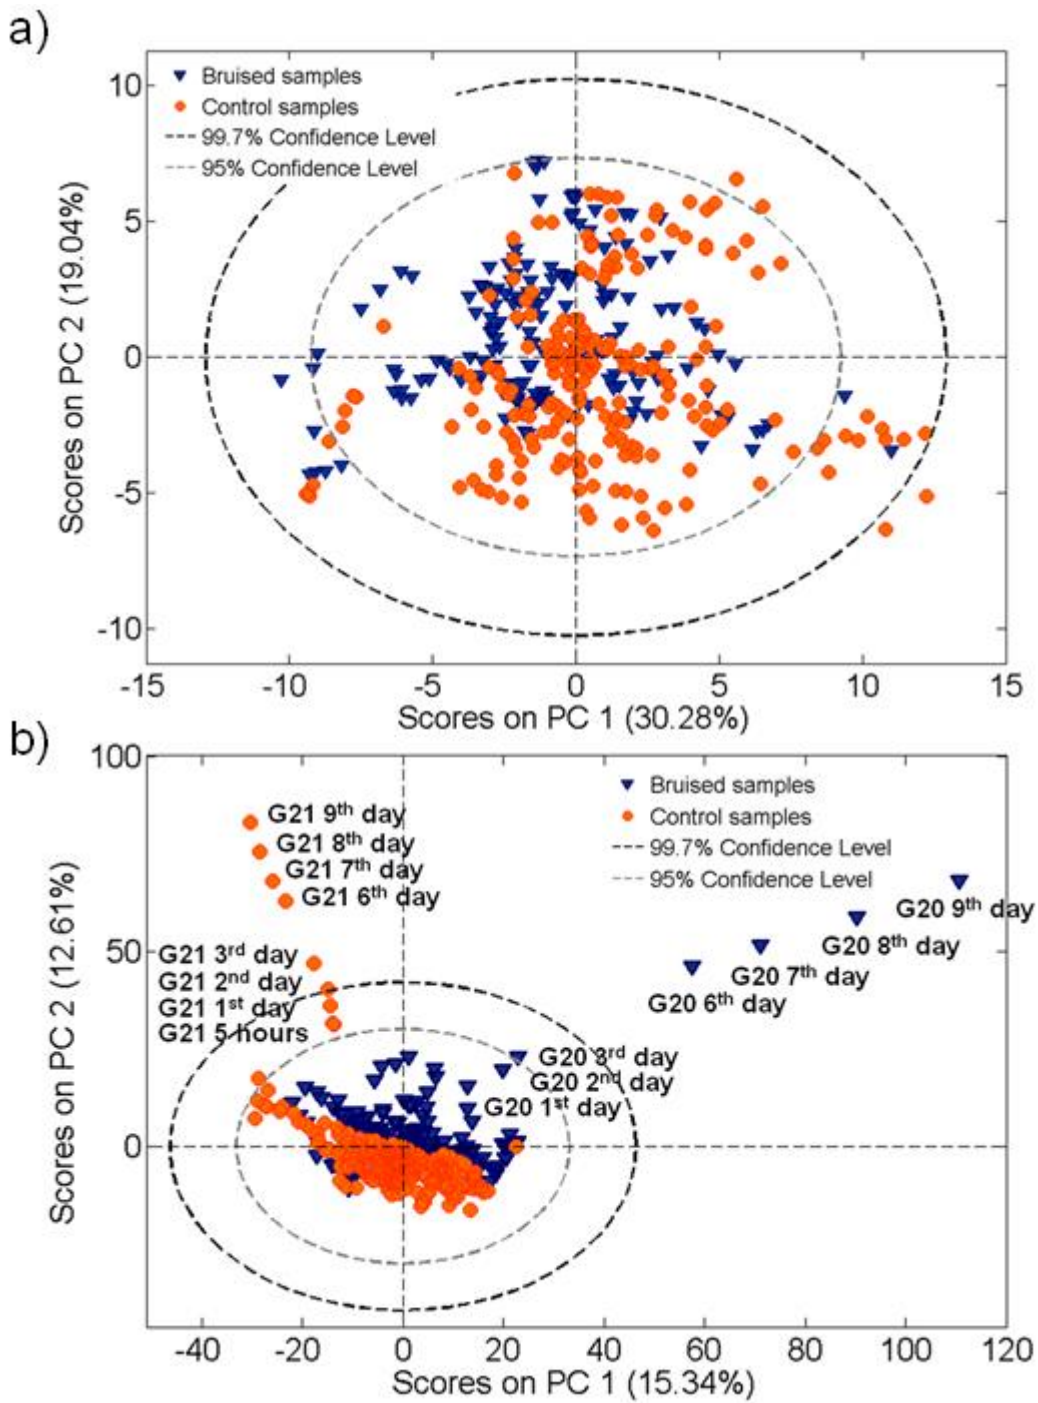 a)
Bruised samples
Control samples
99.7% Confidence Level
95% Confidence Level
10
5
0
-5
-10
Scores on PC 2 (19.04%)
-15 -10 -5 0 5 10 15
Scores on PC 1 (30.28%)
b)
100
50
0
Scores on PC 2 (12.61%)
Bruised samples
Control samples
99.7% Confidence Level
95% Confidence Level
G21 9th day
G21 8th day
G21 7th day
G21 6th day
G21 3rd day
G21 2nd day
G21 1st day
G21 5 hours
G20 9th day
G20 8th day
G20 7th day
G20 6th day
G20 3rd day
G20 2nd day
G20 1st day
-40 -20 0 20 40 60 80 100 120
Scores on PC 1 (15.34%)